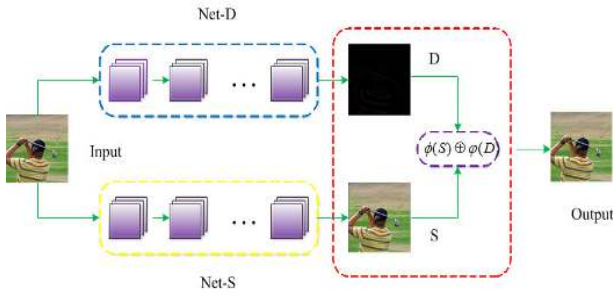 Net-D
D
Input
ϕ(S) ⊕ φ(D)
S
Output
Net-S